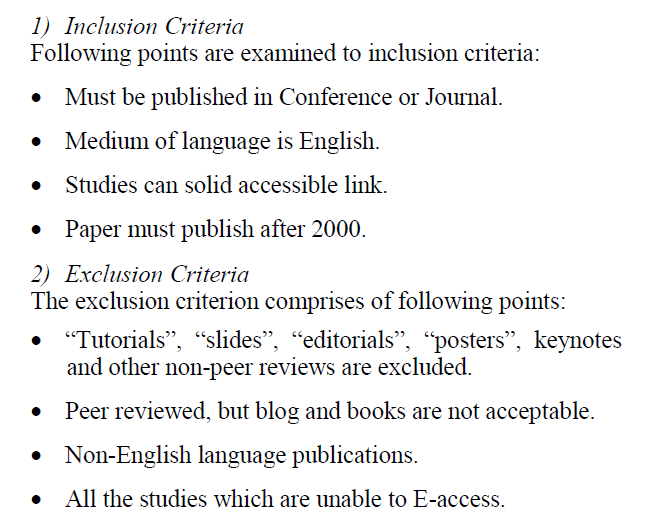 1) Inclusion Criteria
Following points are examined to inclusion criteria:
• Must be published in Conference or Journal.
• Medium of language is English.
• Studies can solid accessible link.
• Paper must publish after 2000.
2) Exclusion Criteria
The exclusion criterion comprises of following points:
• “Tutorials”, “slides”, “editorials”, “posters”, keynotes
and other non-peer reviews are excluded.
• Peer reviewed, but blog and books are not acceptable.
• Non-English language publications.
• All the studies which are unable to E-access.